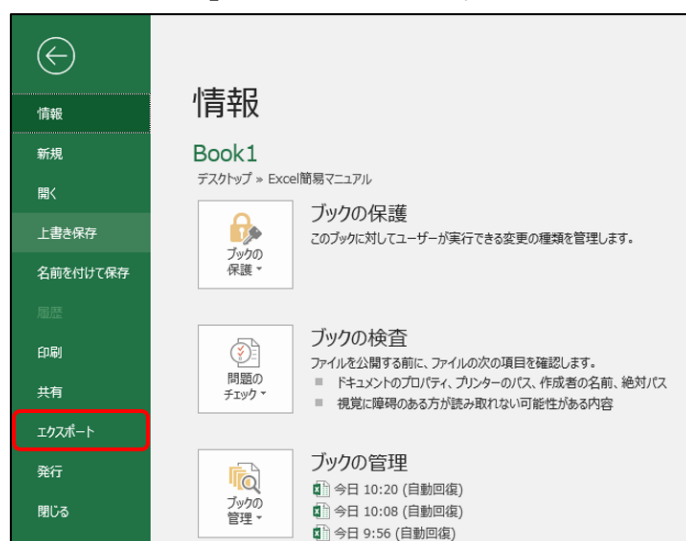 情報
新規
開く
上書き保存
名前を付けて保存
履歴
印刷
共有
エクスポート
発行
閉じる
情報
Book1
デスクトップ » Excel簡易マニュアル
ブックの保護
ブックの保護
このブックに対してユーザーが実行できる変更の種類を管理します。
問題のチェック
ブックの検査
ファイルを公開する前に、ファイルの次の項目を確認します。
ドキュメントのプロパティ、プリンターのパス、作成者の名前、絶対パス
視覚に障碍のある方が読み取れない可能性がある内容
ブックの管理
ブックの管理
今日 10:20 (自動回復)
今日 10:08 (自動回復)
今日 9:56 (自動回復)